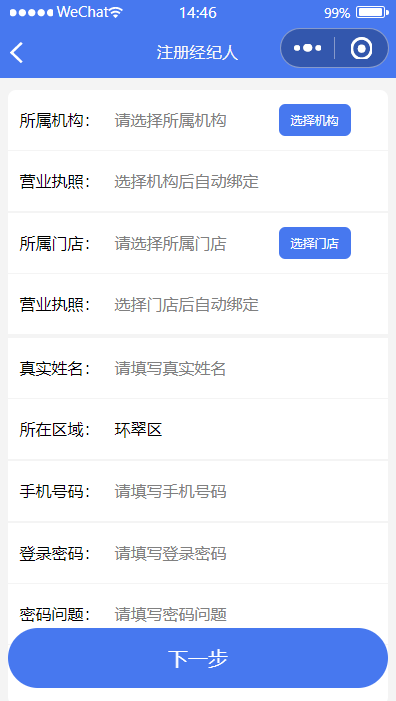 WeChat 14:46 99%
注册经纪人
所属机构： 请选择所属机构 选择机构
营业执照： 选择机构后自动绑定
所属门店： 请选择所属门店 选择门店
营业执照： 选择门店后自动绑定
真实姓名： 请填写真实姓名
所在区域： 环翠区
手机号码： 请填写手机号码
登录密码： 请填写登录密码
密码问题： 请填写密码问题
下一步